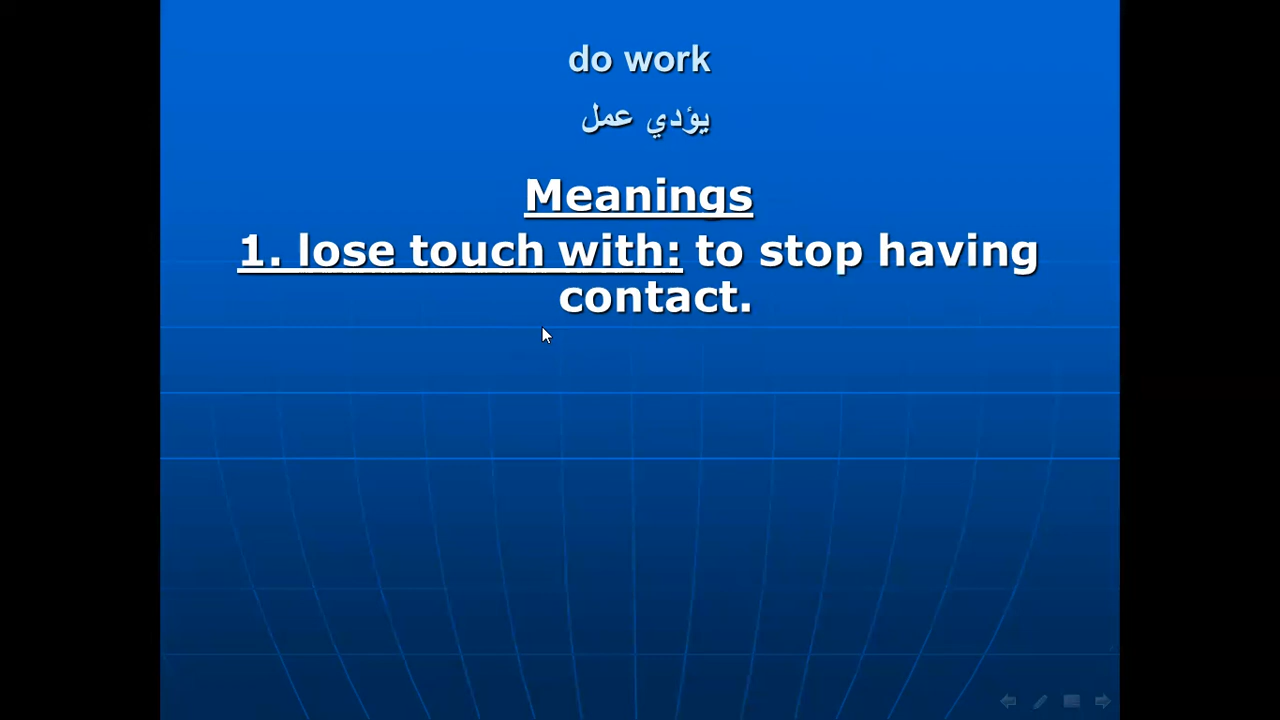 do work
يؤدي عمل
Meanings
1. lose touch with: to stop having
contact.